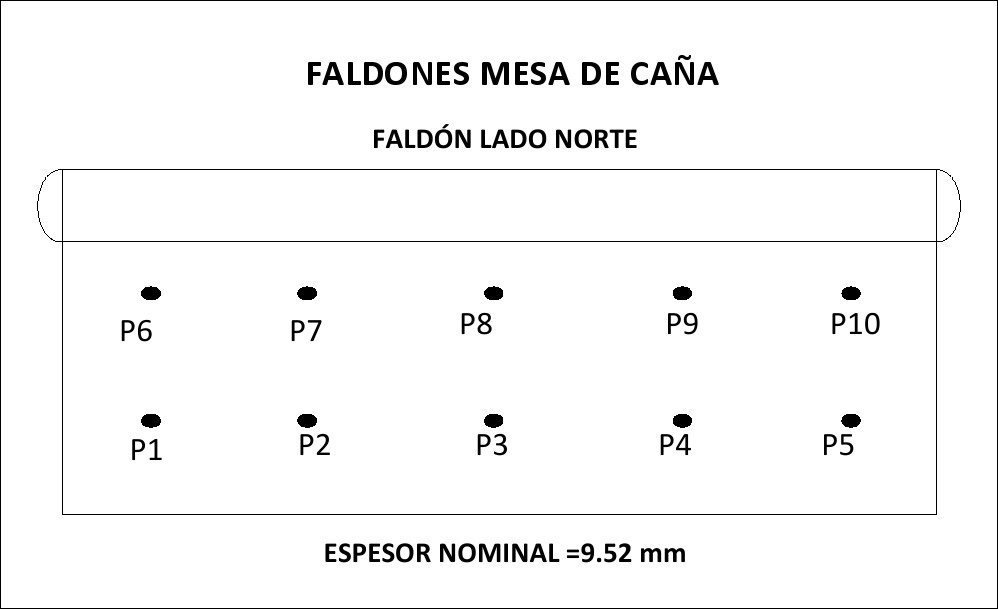 FALDONES MESA DE CAÑA
FALDÓN LADO NORTE
P6 P7 P8 P9 P10
P1 P2 P3 P4 P5
ESPESOR NOMINAL =9.52 mm